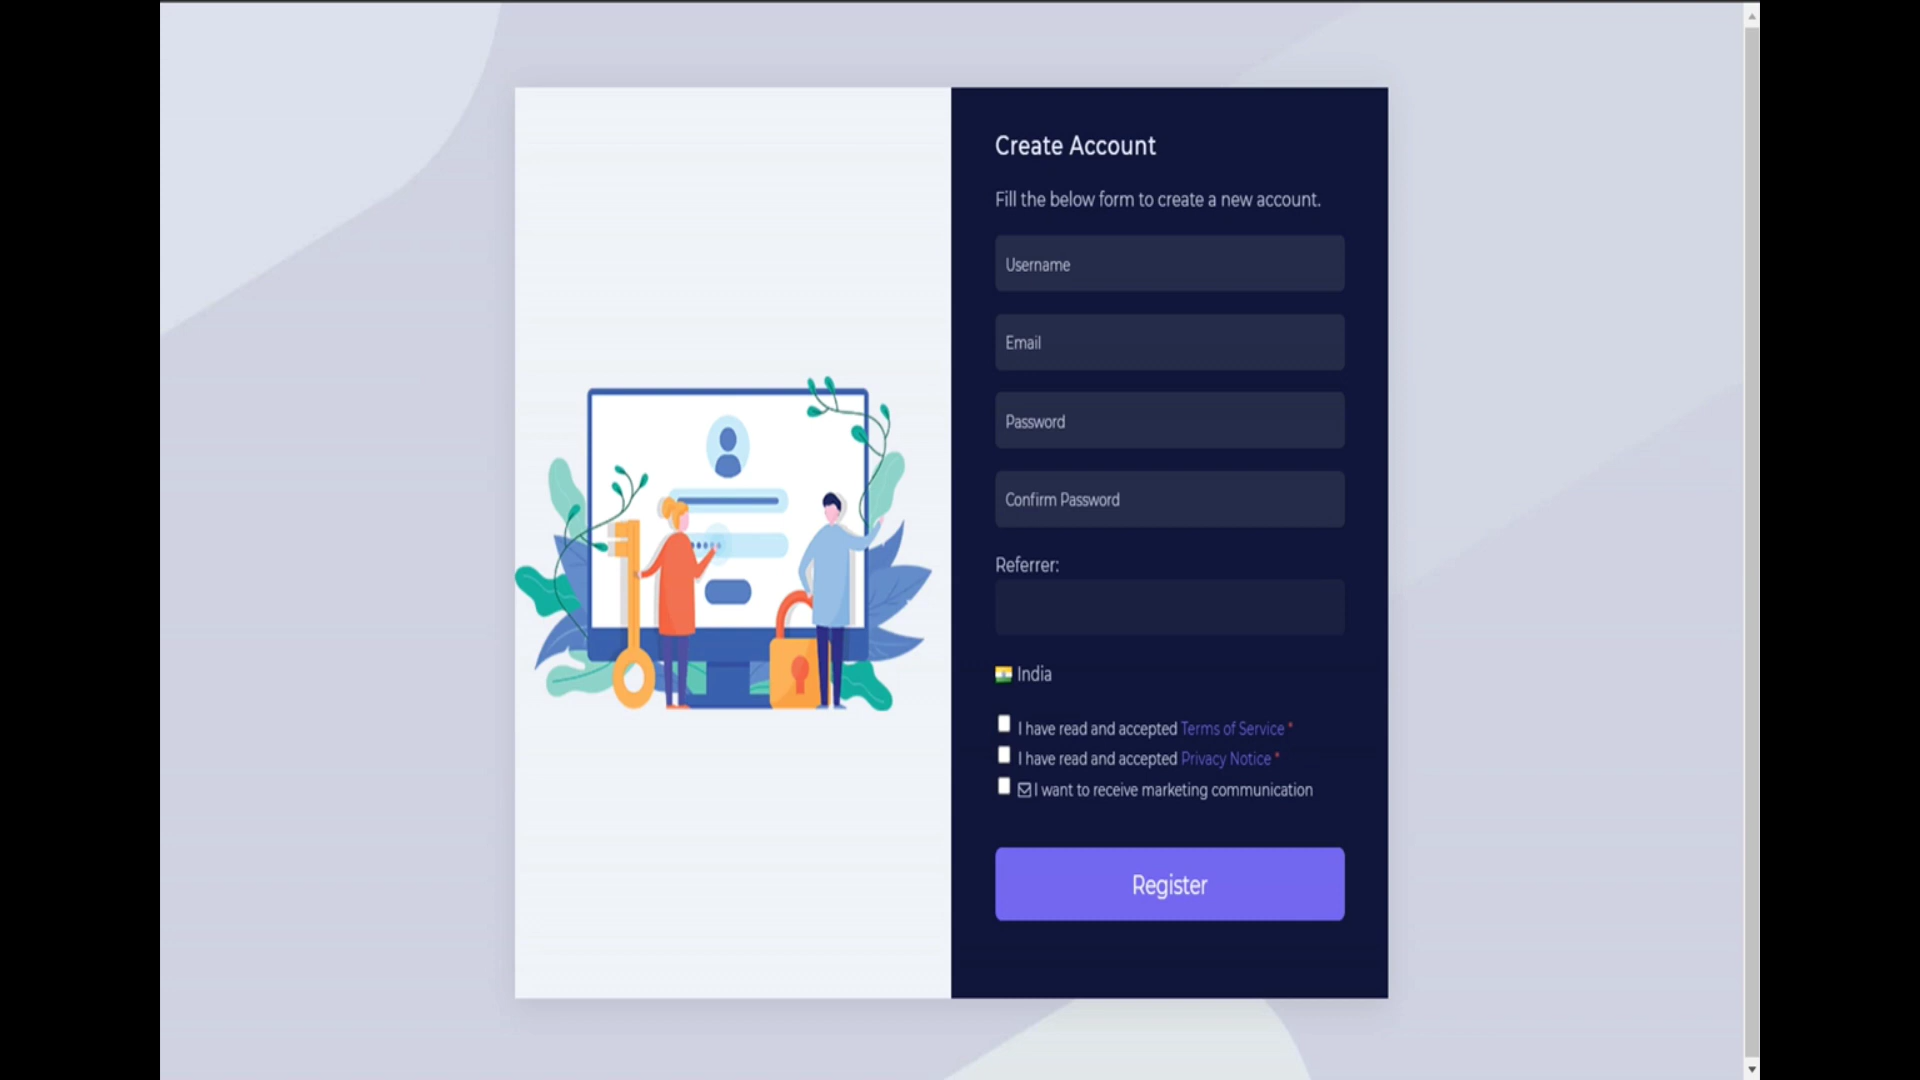 Create Account
Fill the below form to create a new account.
Username
Email
Password
Confirm Password
Referrer:
India
I have read and accepted Terms of Service *
I have read and accepted Privacy Notice *
I want to receive marketing communication
Register